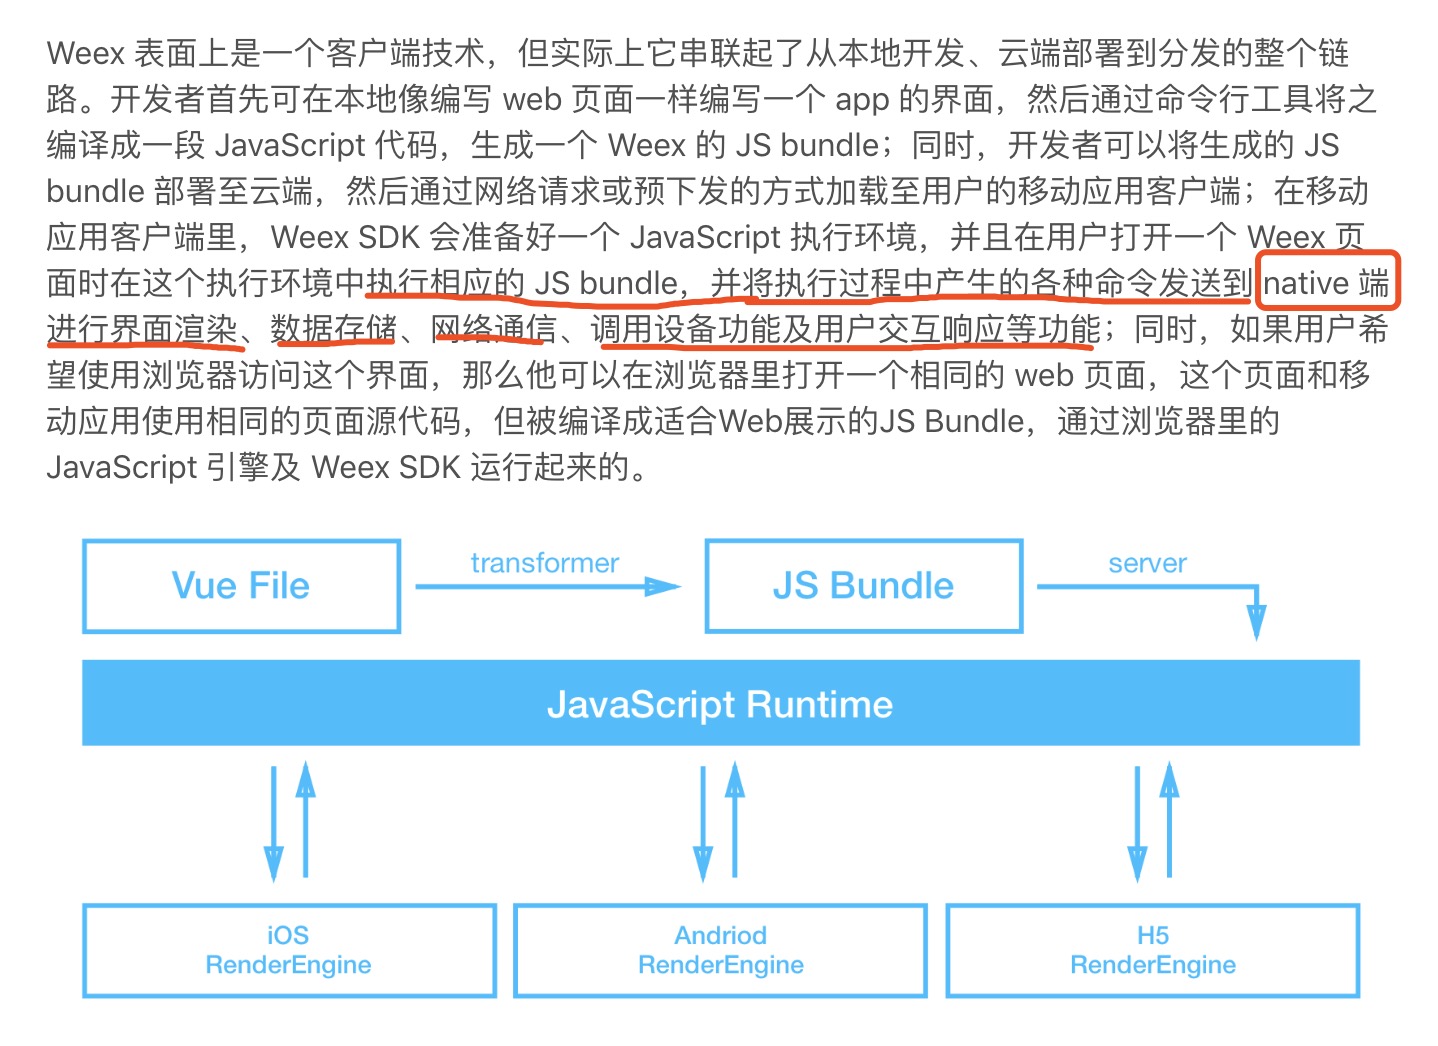 Weex 表面上是一个客户端技术，但实际上它串联起了从本地开发、云端部署到分发的整个链
路。开发者首先可在本地像编写 web 页面一样编写一个 app 的界面，然后通过命令行工具将之
编译成一段 JavaScript 代码，生成一个 Weex 的 JS bundle；同时，开发者可以将生成的 JS
bundle 部署至云端，然后通过网络请求或预下发的方式加载至用户的移动应用客户端；在移动
应用客户端里，Weex SDK 会准备好一个 JavaScript 执行环境，并且在用户打开一个 Weex 页
面时在这个执行环境中执行相应的 JS bundle，并将执行过程中产生的各种命令发送到 native 端
进行界面渲染、数据存储、网络通信、调用设备功能及用户交互响应等功能；同时，如果用户希
望使用浏览器访问这个界面，那么他可以在浏览器里打开一个相同的 web 页面，这个页面和移
动应用使用相同的页面源代码，但被编译成适合Web展示的JS Bundle，通过浏览器里的
JavaScript 引擎及 Weex SDK 运行起来的。
Vue File
transformer
JS Bundle
server
JavaScript Runtime
iOS
RenderEngine
Andriod
RenderEngine
H5
RenderEngine